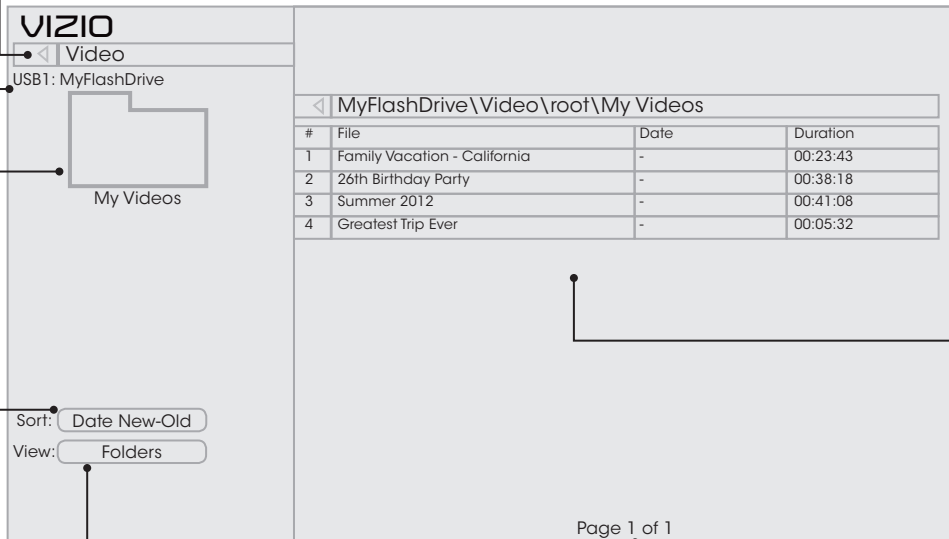 VIZIO
Video
USB1: MyFlashDrive
My Videos
Sort: Date New-Old
View: Folders
MyFlashDrive\Video\root\My Videos
# File Date Duration
1 Family Vacation - California - 00:23:43
2 26th Birthday Party - 00:38:18
3 Summer 2012 - 00:41:08
4 Greatest Trip Ever - 00:05:32
Page 1 of 1